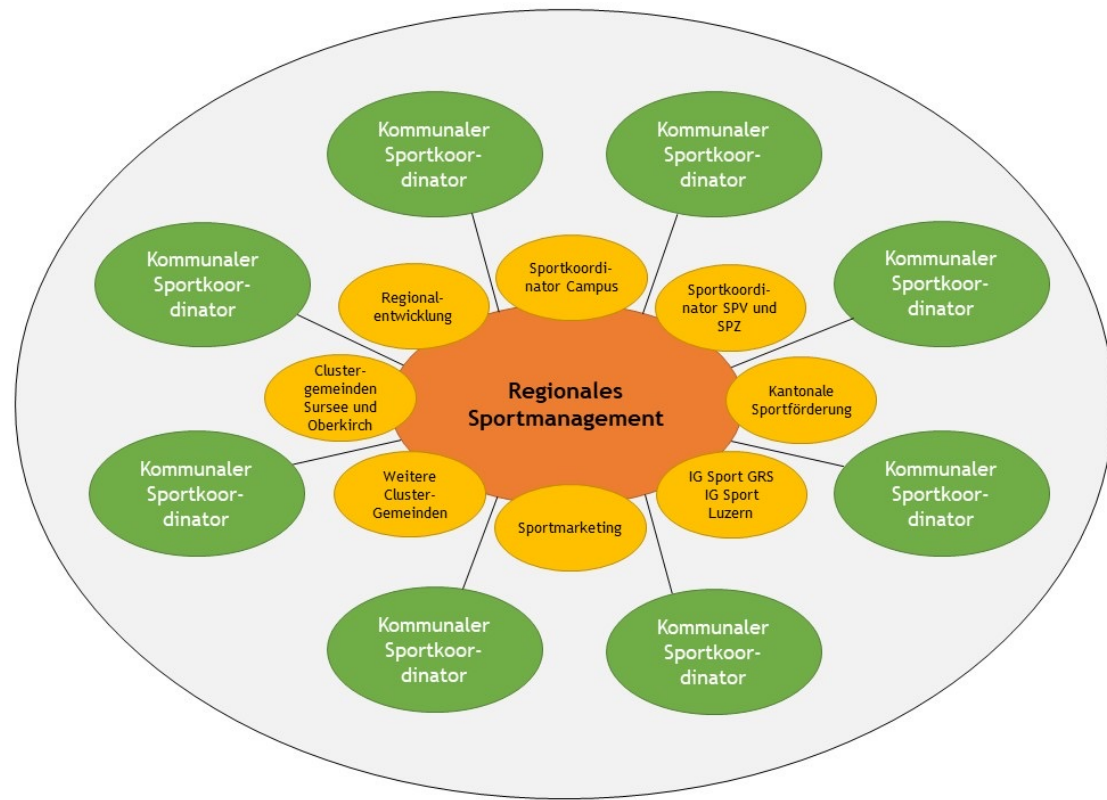 Kommunaler
Sportkoor-
dinator
Kommunaler
Sportkoor-
dinator
Kommunaler
Sportkoor-
dinator
Kommunaler
Sportkoor-
dinator
Sportkoordi-
nator Campus
Regional-
entwicklung
Sportkoordi-
nator SPV und
SPZ
Cluster-
gemeinden
Sursee und
Oberkirch
Regionales
Sportmanagement
Kantonale
Sportförderung
Weitere
Cluster-
Gemeinden
Sportmarketing
IG Sport GRS
IG Sport
Luzern
Kommunaler
Sportkoor-
dinator
Kommunaler
Sportkoor-
dinator
Kommunaler
Sportkoor-
dinator
Kommunaler
Sportkoor-
dinator